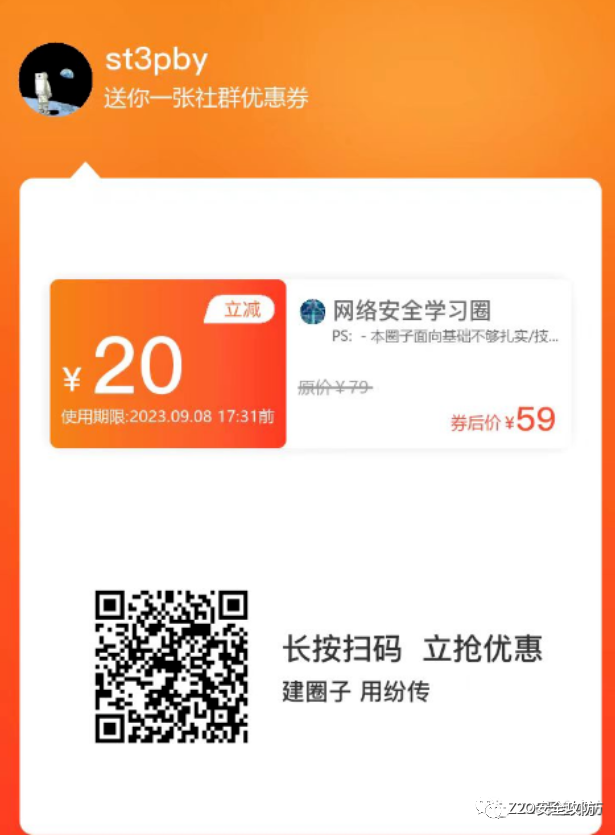 st3pby
送你一张社群优惠券
立减
¥20
使用期限:2023.09.08 17:31前
网络安全学习圈
PS: - 本圈子面向基础不够扎实/技...
原价¥79
券后价¥59
长按扫码 立抢优惠
建圈子 用纷传
Z2O安全攻防